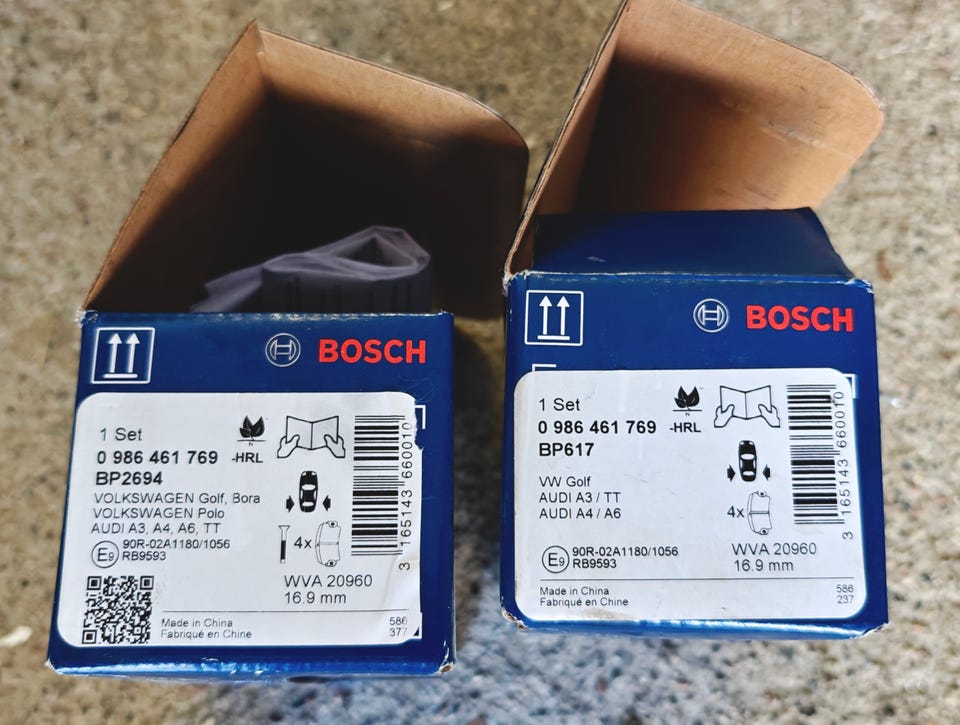 BOSCH
1 Set
0 986 461 769 -HRL
BP2694
VOLKSWAGEN Golf, Bora
VOLKSWAGEN Polo
AUDI A3, A4, A6, TT
E9 90R-02A1180/1056
RB9593
N
4x
WVA 20960
16.9 mm
3 165143 660010
Made in China
Fabriqué en Chine
586
377
BOSCH
1 Set
0 986 461 769 -HRL
BP617
VW Golf
AUDI A3 / TT
AUDI A4 / A6
E9 90R-02A1180/1056
RB9593
N
4x
WVA 20960
16.9 mm
3 165143 660010
Made in China
Fabriqué en Chine
586
237